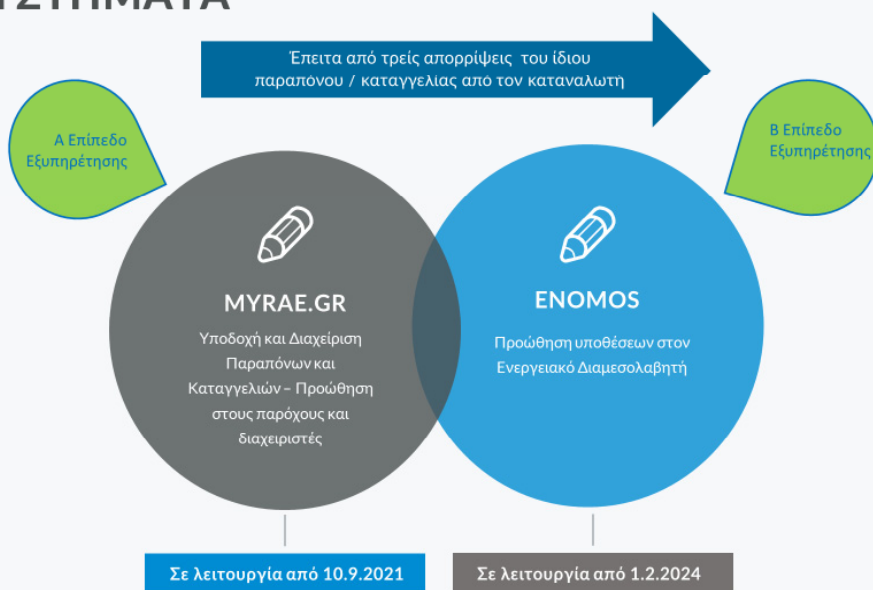 ΣΥΣΤΗΜΑΤΑ
Έπειτα από τρείς απορρίψεις του ίδιου
παραπόνου / καταγγελίας από τον καταναλωτή
Α Επίπεδο
Εξυπηρέτησης
Β Επίπεδο
Εξυπηρέτησης
MYRAE.GR
Υποδοχή και Διαχείριση
Παραπόνων και
Καταγγελιών – Προώθηση
στους παρόχους και
διαχειριστές
ENOMOS
Προώθηση υποθέσεων στον
Ενεργειακό Διαμεσολαβητή
Σε λειτουργία από 10.9.2021
Σε λειτουργία από 1.2.2024